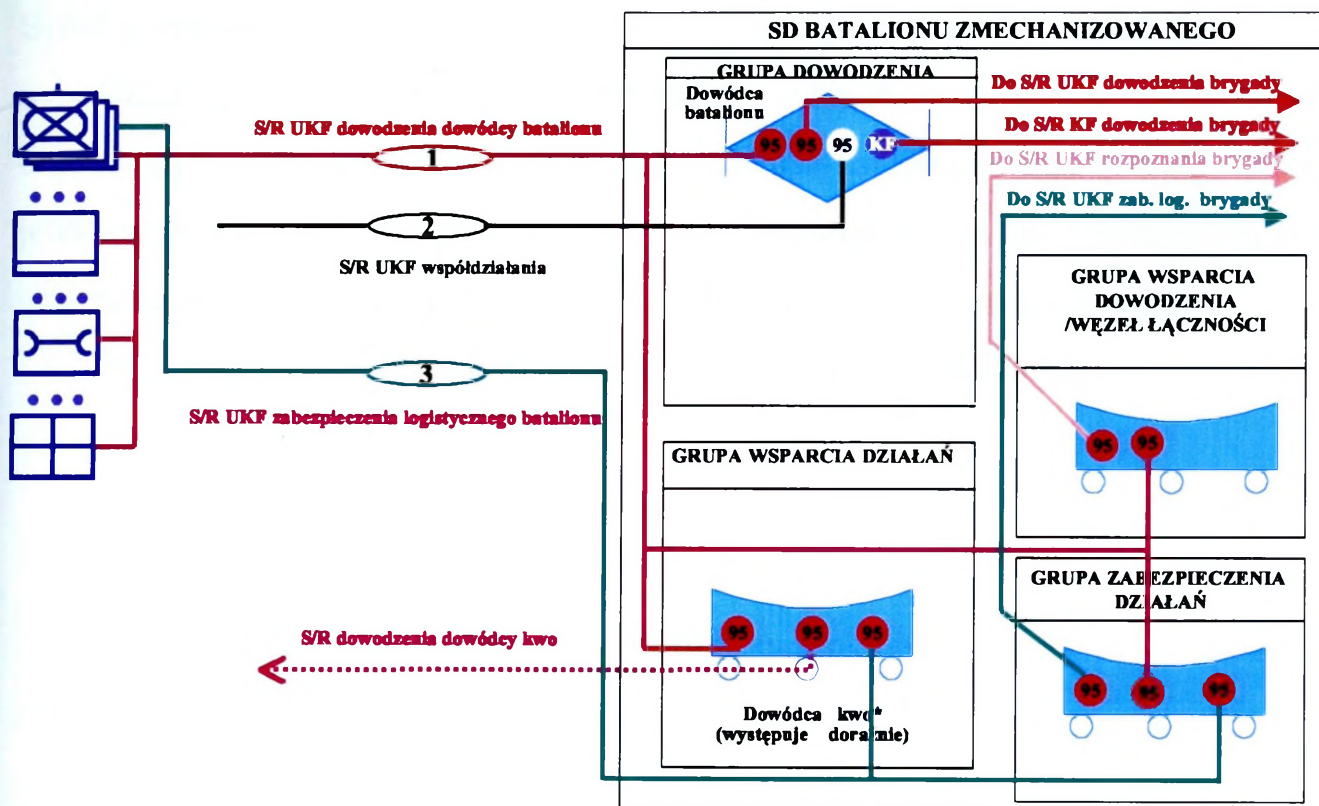 SD BATALIONU ZMECHANIZOWANEGO
GRUPA DOWODZENIA
Dowódca
batalionu
95 95 95 KF
Do S/R UKF dowodzenia brygady
Do S/R KF dowodzenia brygady
Do S/R UKF rozpoznania brygady
Do S/R UKF zab. log. brygady
S/R UKF dowodzenia dowódcy batalionu
1
2
S/R UKF współdziałania
3
S/R UKF zabezpieczenia logistycznego batalionu
GRUPA WSPARCIA
DOWODZENIA
/WĘZEŁ ŁĄCZNOŚCI
95 95
GRUPA WSPARCIA DZIAŁAŃ
95 95 95
S/R dowodzenia dowódcy kwo
Dowódca kwo*
(występuje doraźnie)
GRUPA ZABEZPIECZENIA
DZIAŁAŃ
95 95 95